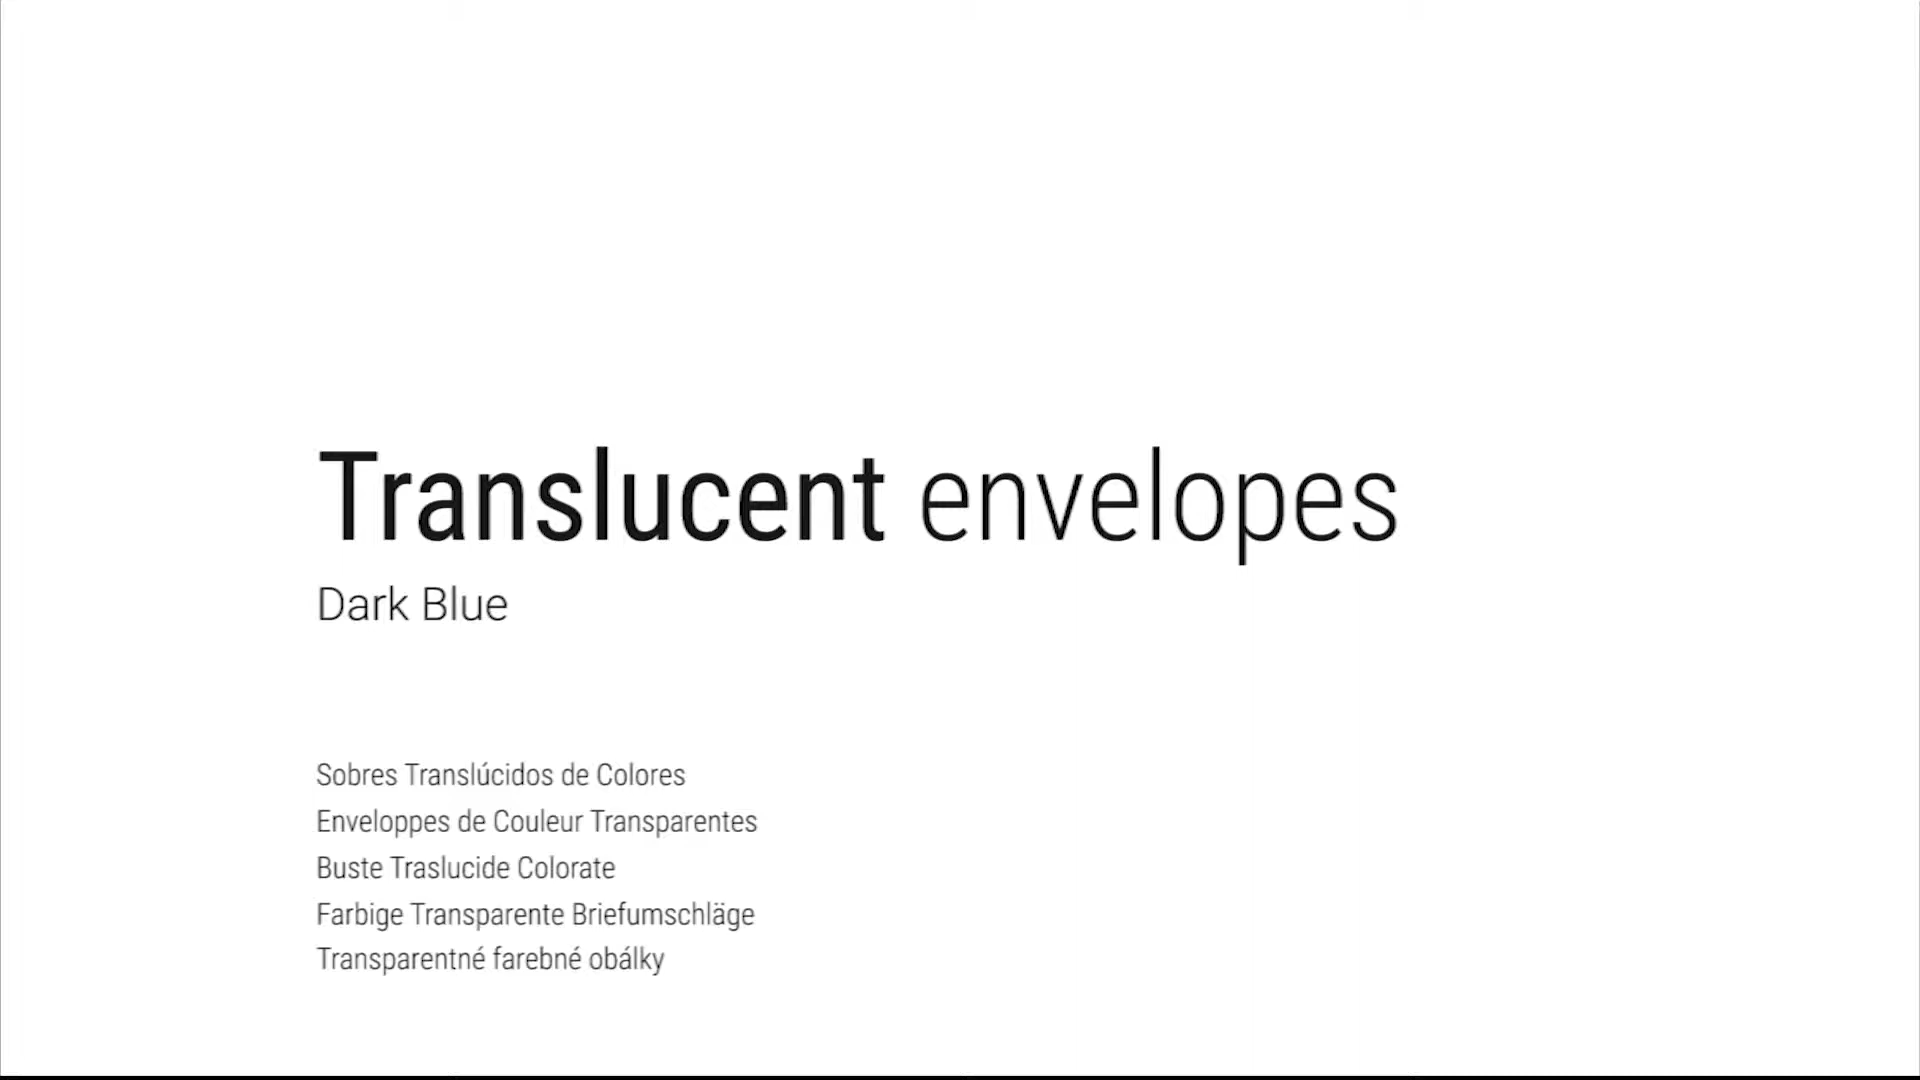 Translucent envelopes
Dark Blue
Sobres Translúcidos de Colores
Enveloppes de Couleur Transparentes
Buste Traslucide Colorate
Farbige Transparente Briefumschläge
Transparentné farebné obálky